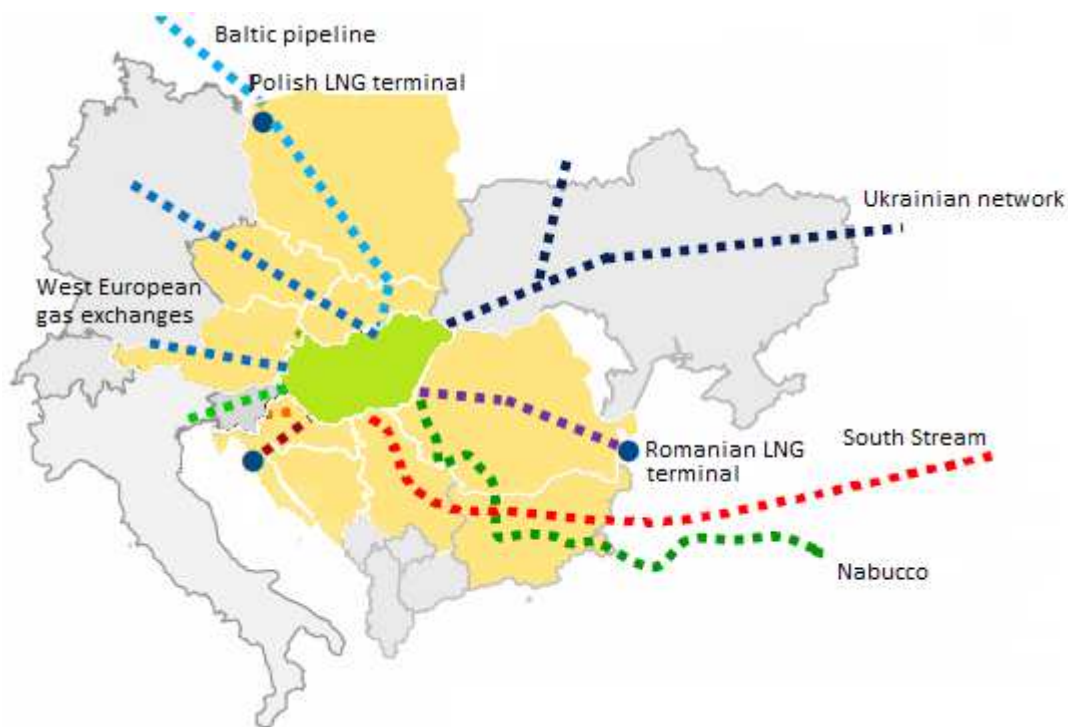 Baltic pipeline
Polish LNG terminal
Ukrainian network
West European
gas exchanges
South Stream
Romanian LNG
terminal
Nabucco